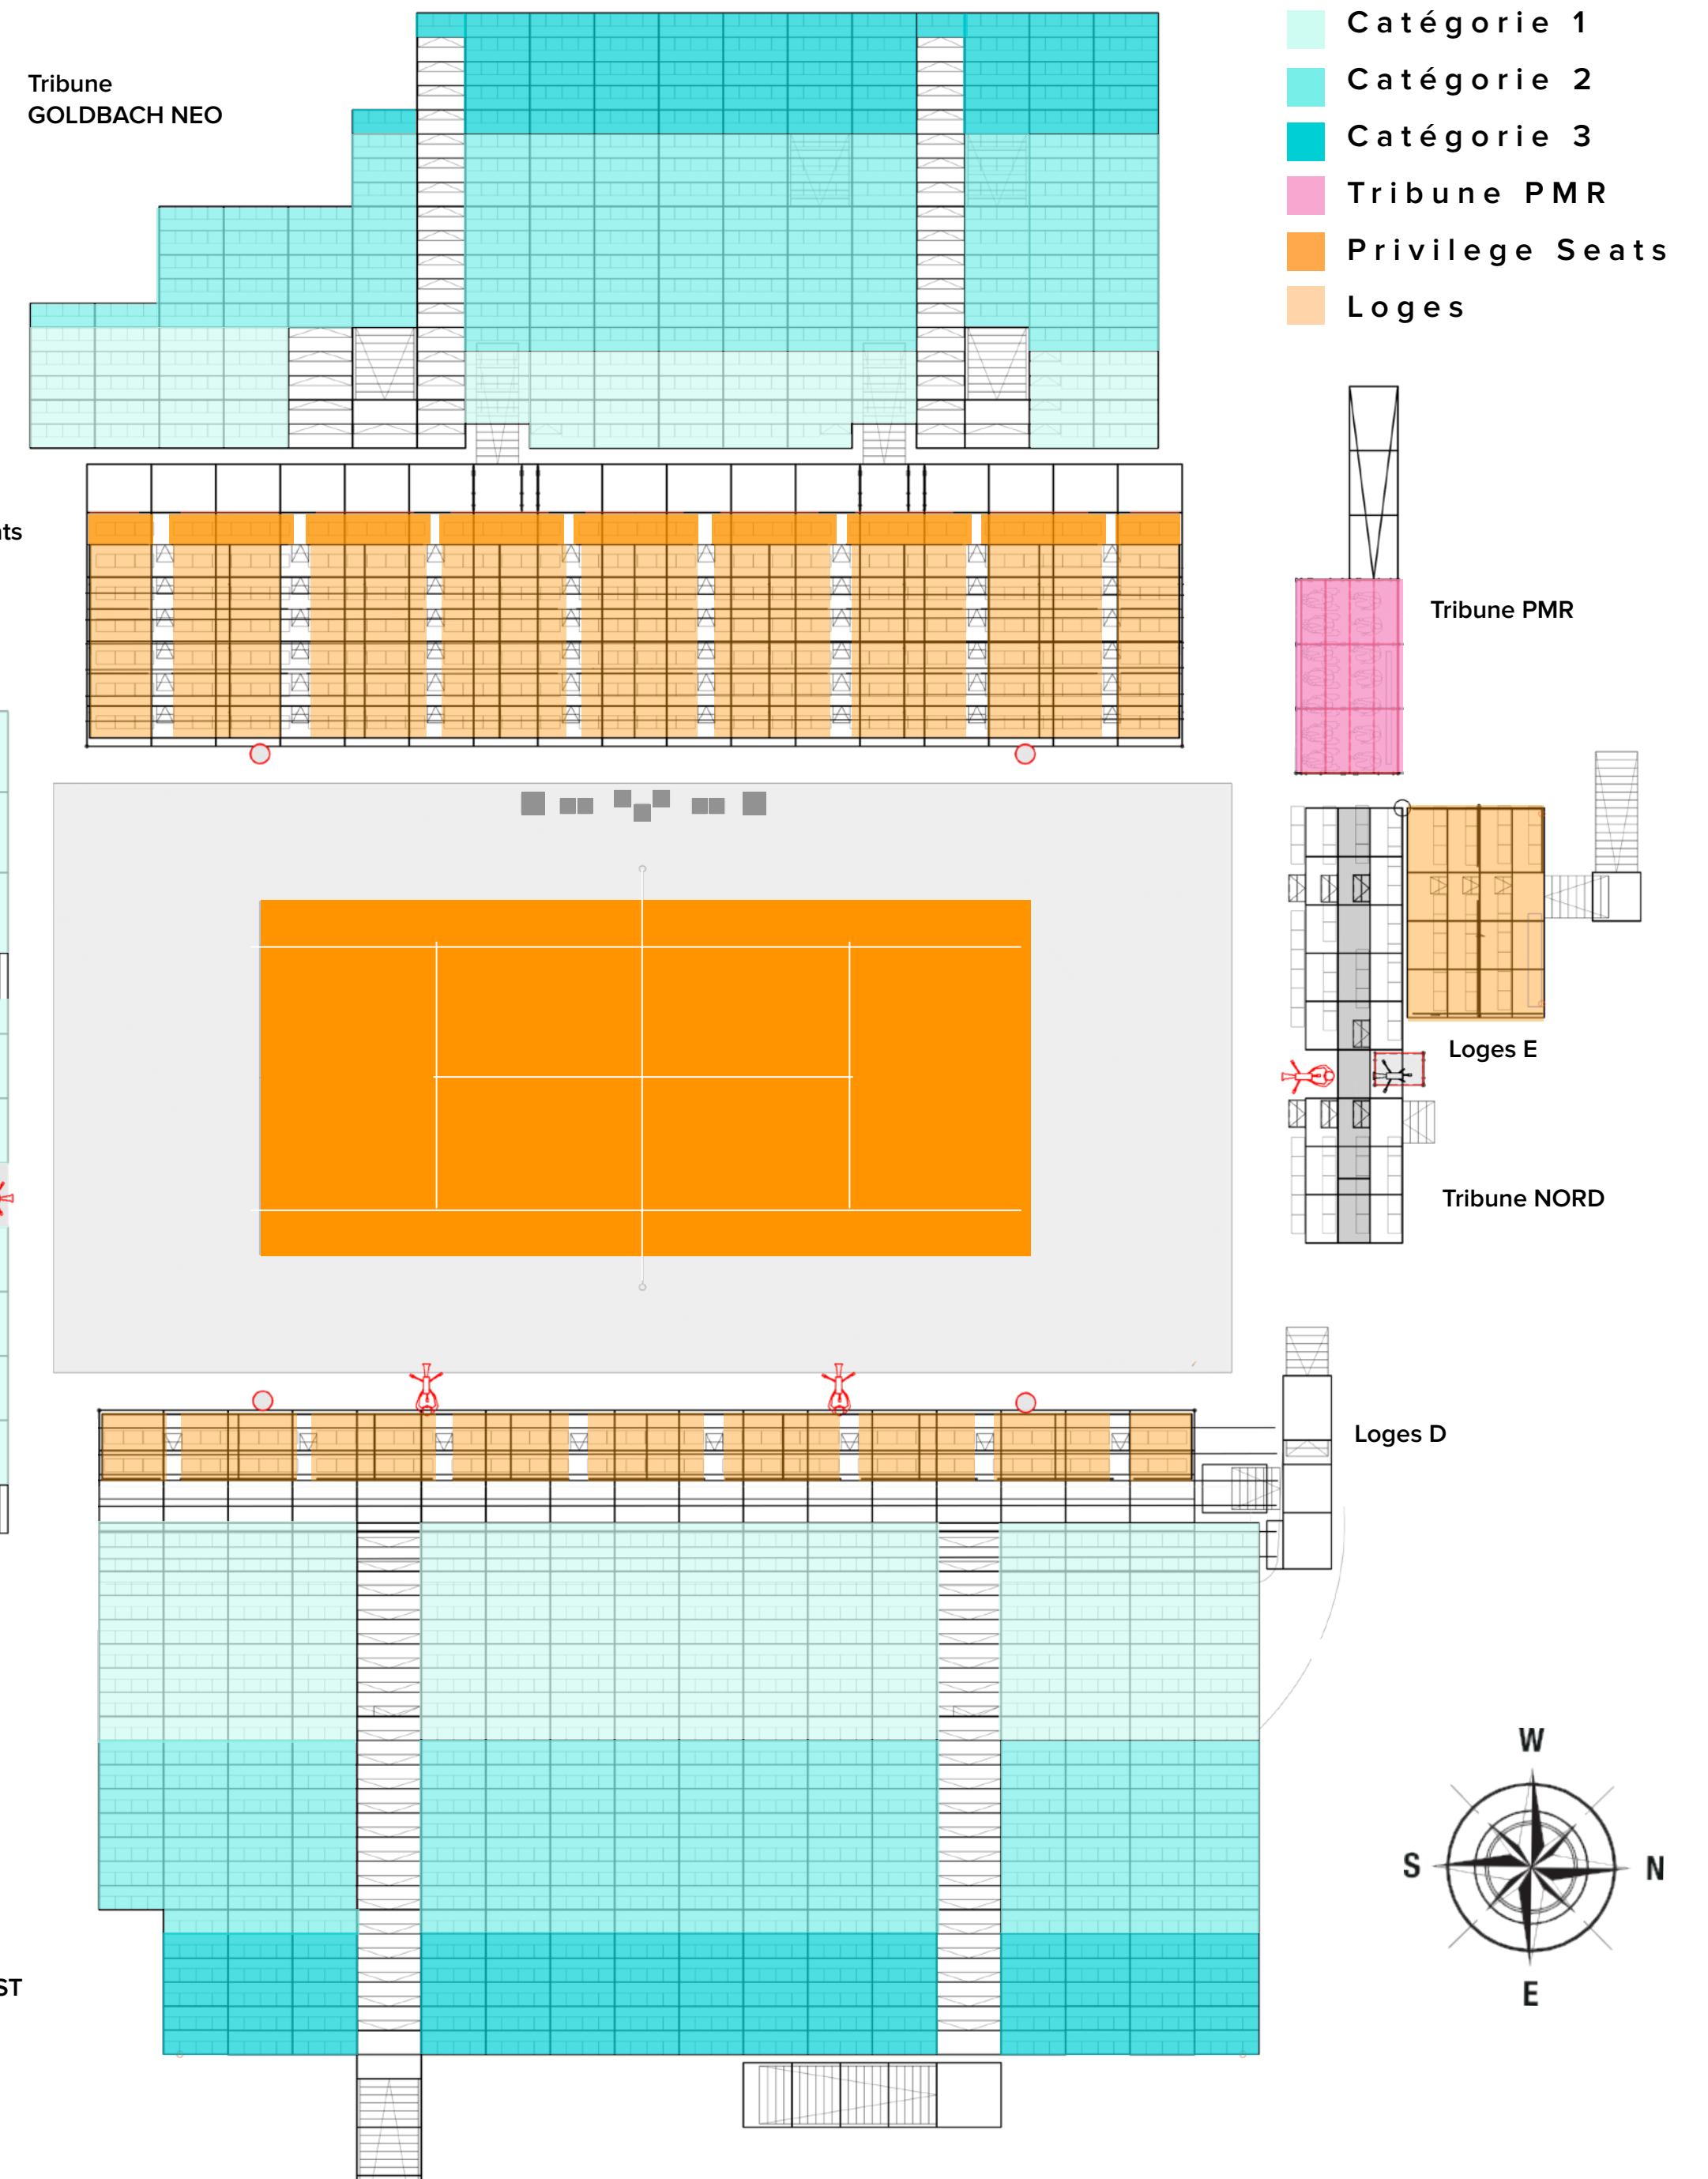 Catégorie 1
Catégorie 2
Catégorie 3
Tribune PMR
Privilege Seats
Loges
Tribune
GOLDBACH NEO
ts
Tribune PMR
Loges E
Tribune NORD
Loges D
W
S
N
E
ST